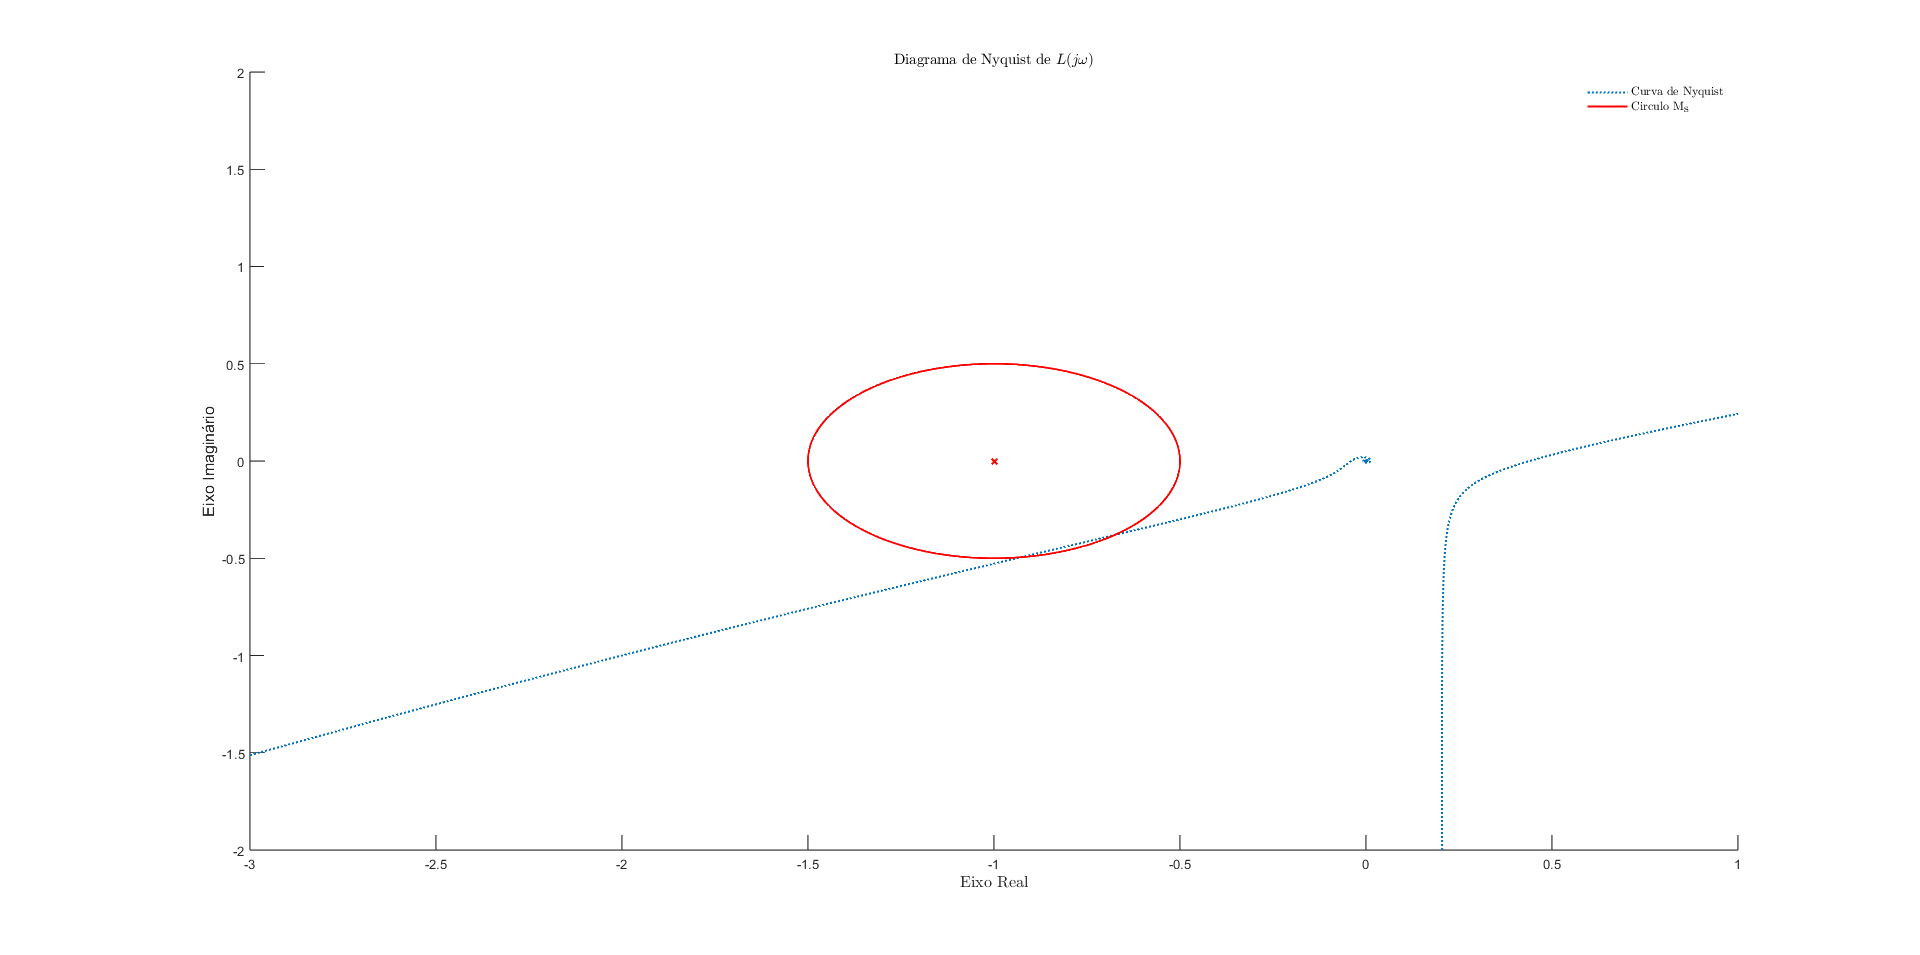 Diagrama de Nyquist de L(jω)
Curva de Nyquist
Circulo Ms
2
1.5
1
0.5
0
-0.5
-1
-1.5
-2
Eixo Imaginário
-3 -2.5 -2 -1.5 -1 -0.5 0 0.5 1
Eixo Real